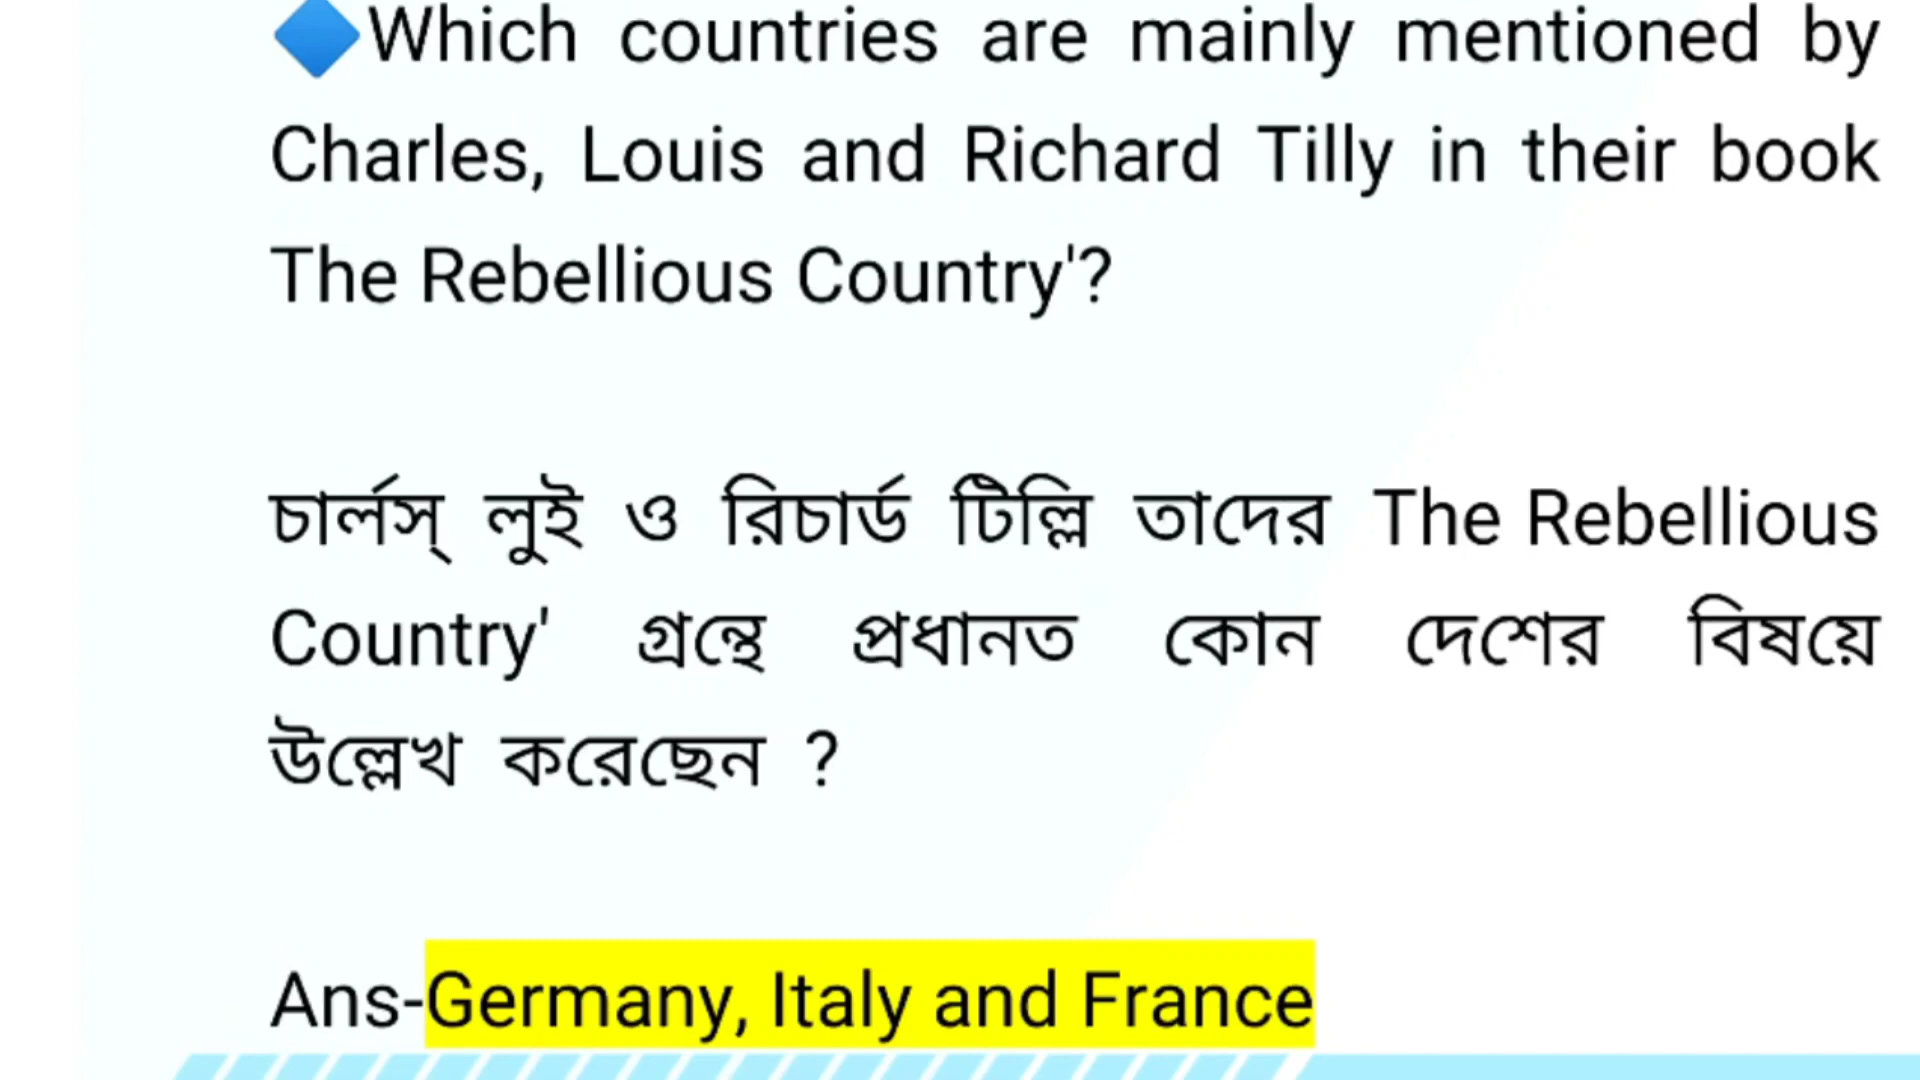 Which countries are mainly mentioned by
Charles, Louis and Richard Tilly in their book
The Rebellious Country'?
চার্লস্ লুই ও রিচার্ড টিল্লি তাদের The Rebellious
Country' গ্রন্থে প্রধানত কোন দেশের বিষয়ে
উল্লেখ করেছেন ?
Ans-Germany, Italy and France